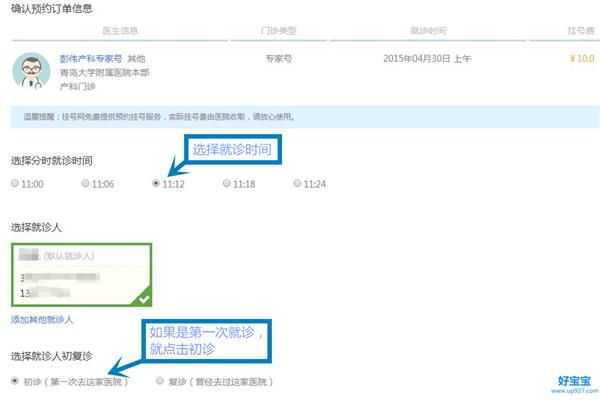 确认预约订单信息
医生信息 门诊类型 就诊时间 挂号费
彭伟产科专家号 其他 专家号 2015年04月30日 上午 ¥10.0
青岛大学附属医院本部
产科门诊
温馨提醒：挂号网免费提供预约挂号服务，实际挂号费由医院收取，请放心使用。
选择就诊时间
选择分时就诊时间
11:00 11:06 11:12 11:18 11:24
选择就诊人
(默认就诊人)
3
13
添加其他就诊人
如果是第一次就诊，
就点击初诊
选择就诊人初复诊
初诊（第一次去这家医院） 复诊（曾经去过这家医院）
好宝宝
www.up927.com